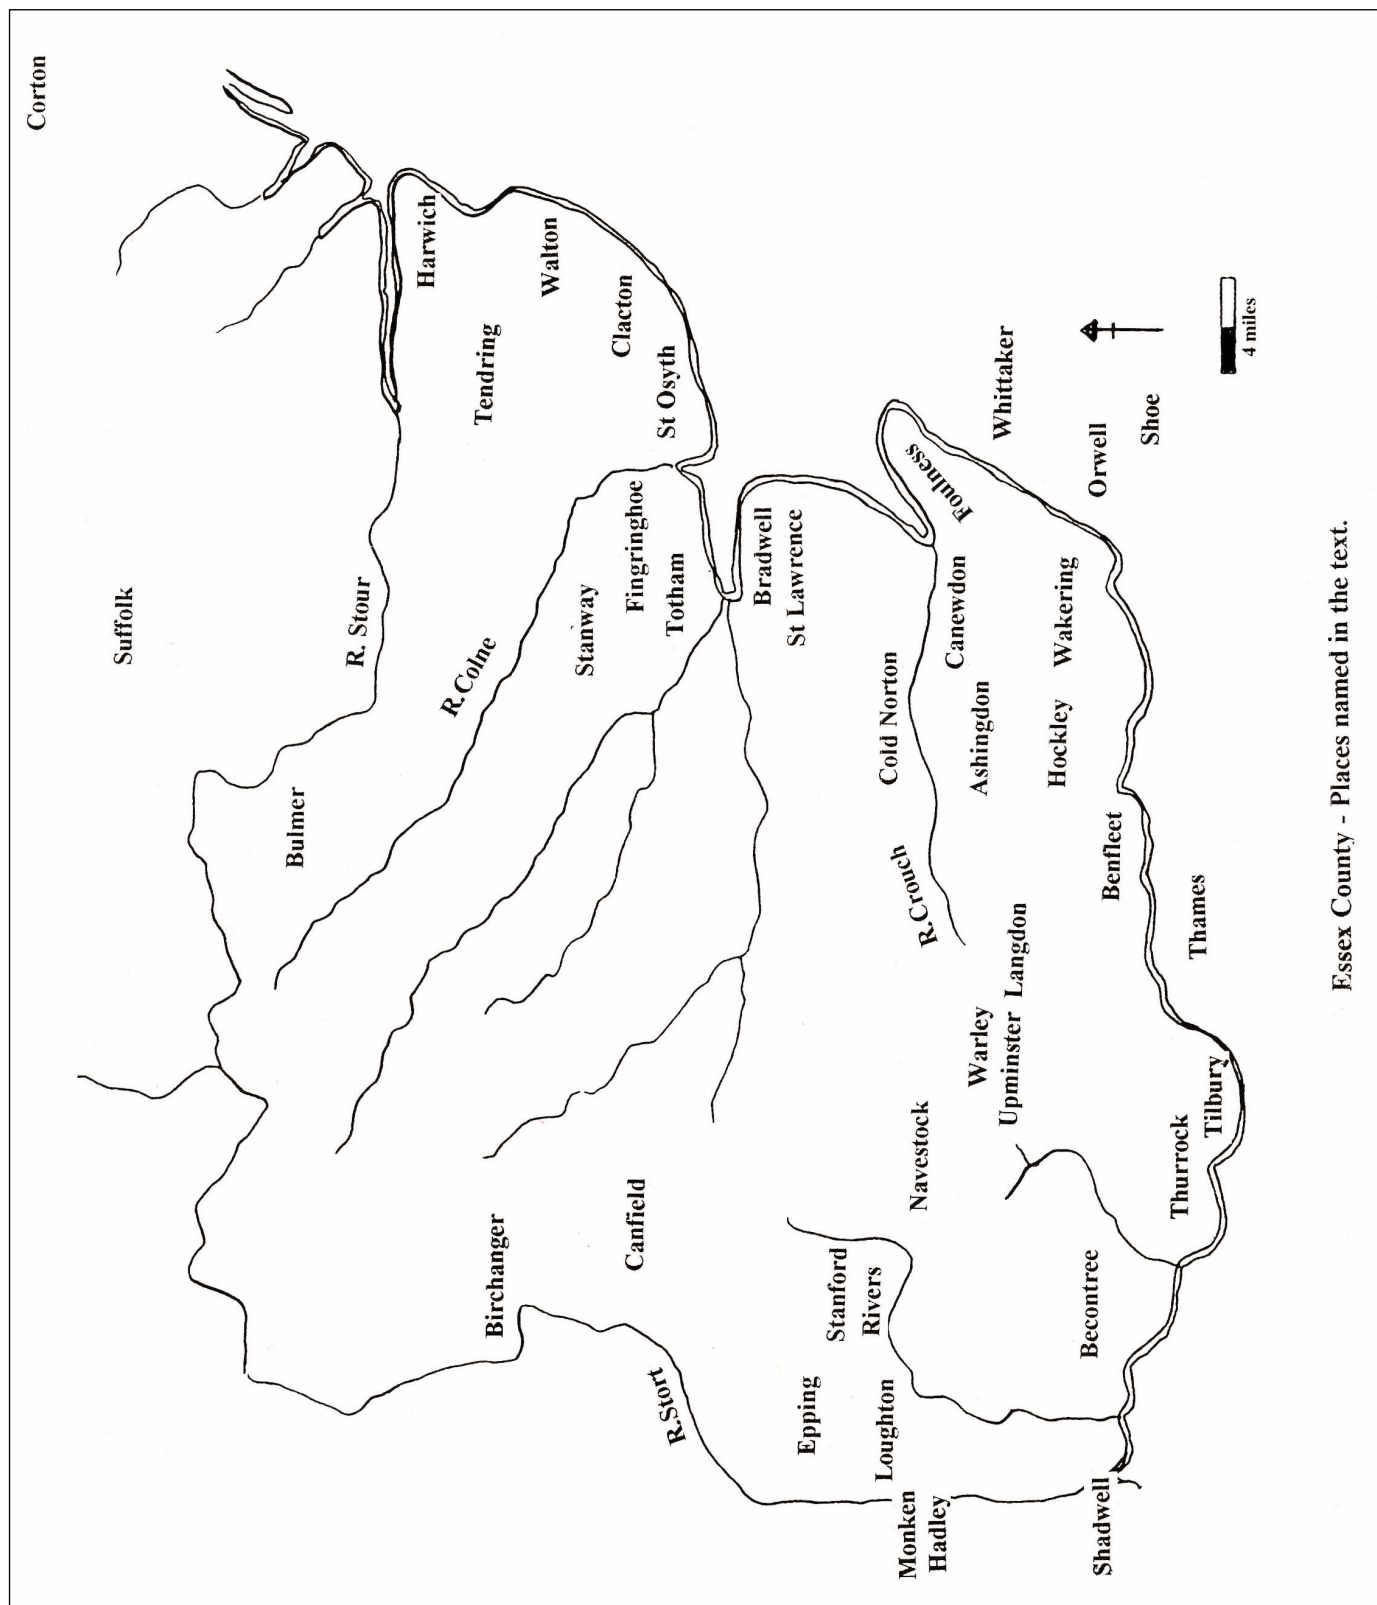 Corton
Suffolk
R. Stour
Harwich
Bulmer
R.Colne
Tendring
Walton
Birchanger
Stanway
Clacton
Fingringhoe
St Osyth
Canfield
Totham
R.Stort
Bradwell
St Lawrence
Epping
Stanford
Rivers
Cold Norton
Loughton
R.Crouch
Foulness
Monken
Hadley
Navestock
Canewdon
Ashingdon
Warley
Whittaker
Upminster
Langdon
Hockley
Wakering
Becontree
Benfleet
Orwell
Shadwell
Shoe
Thurrock
Thames
Tilbury
4 miles
Essex County - Places named in the text.